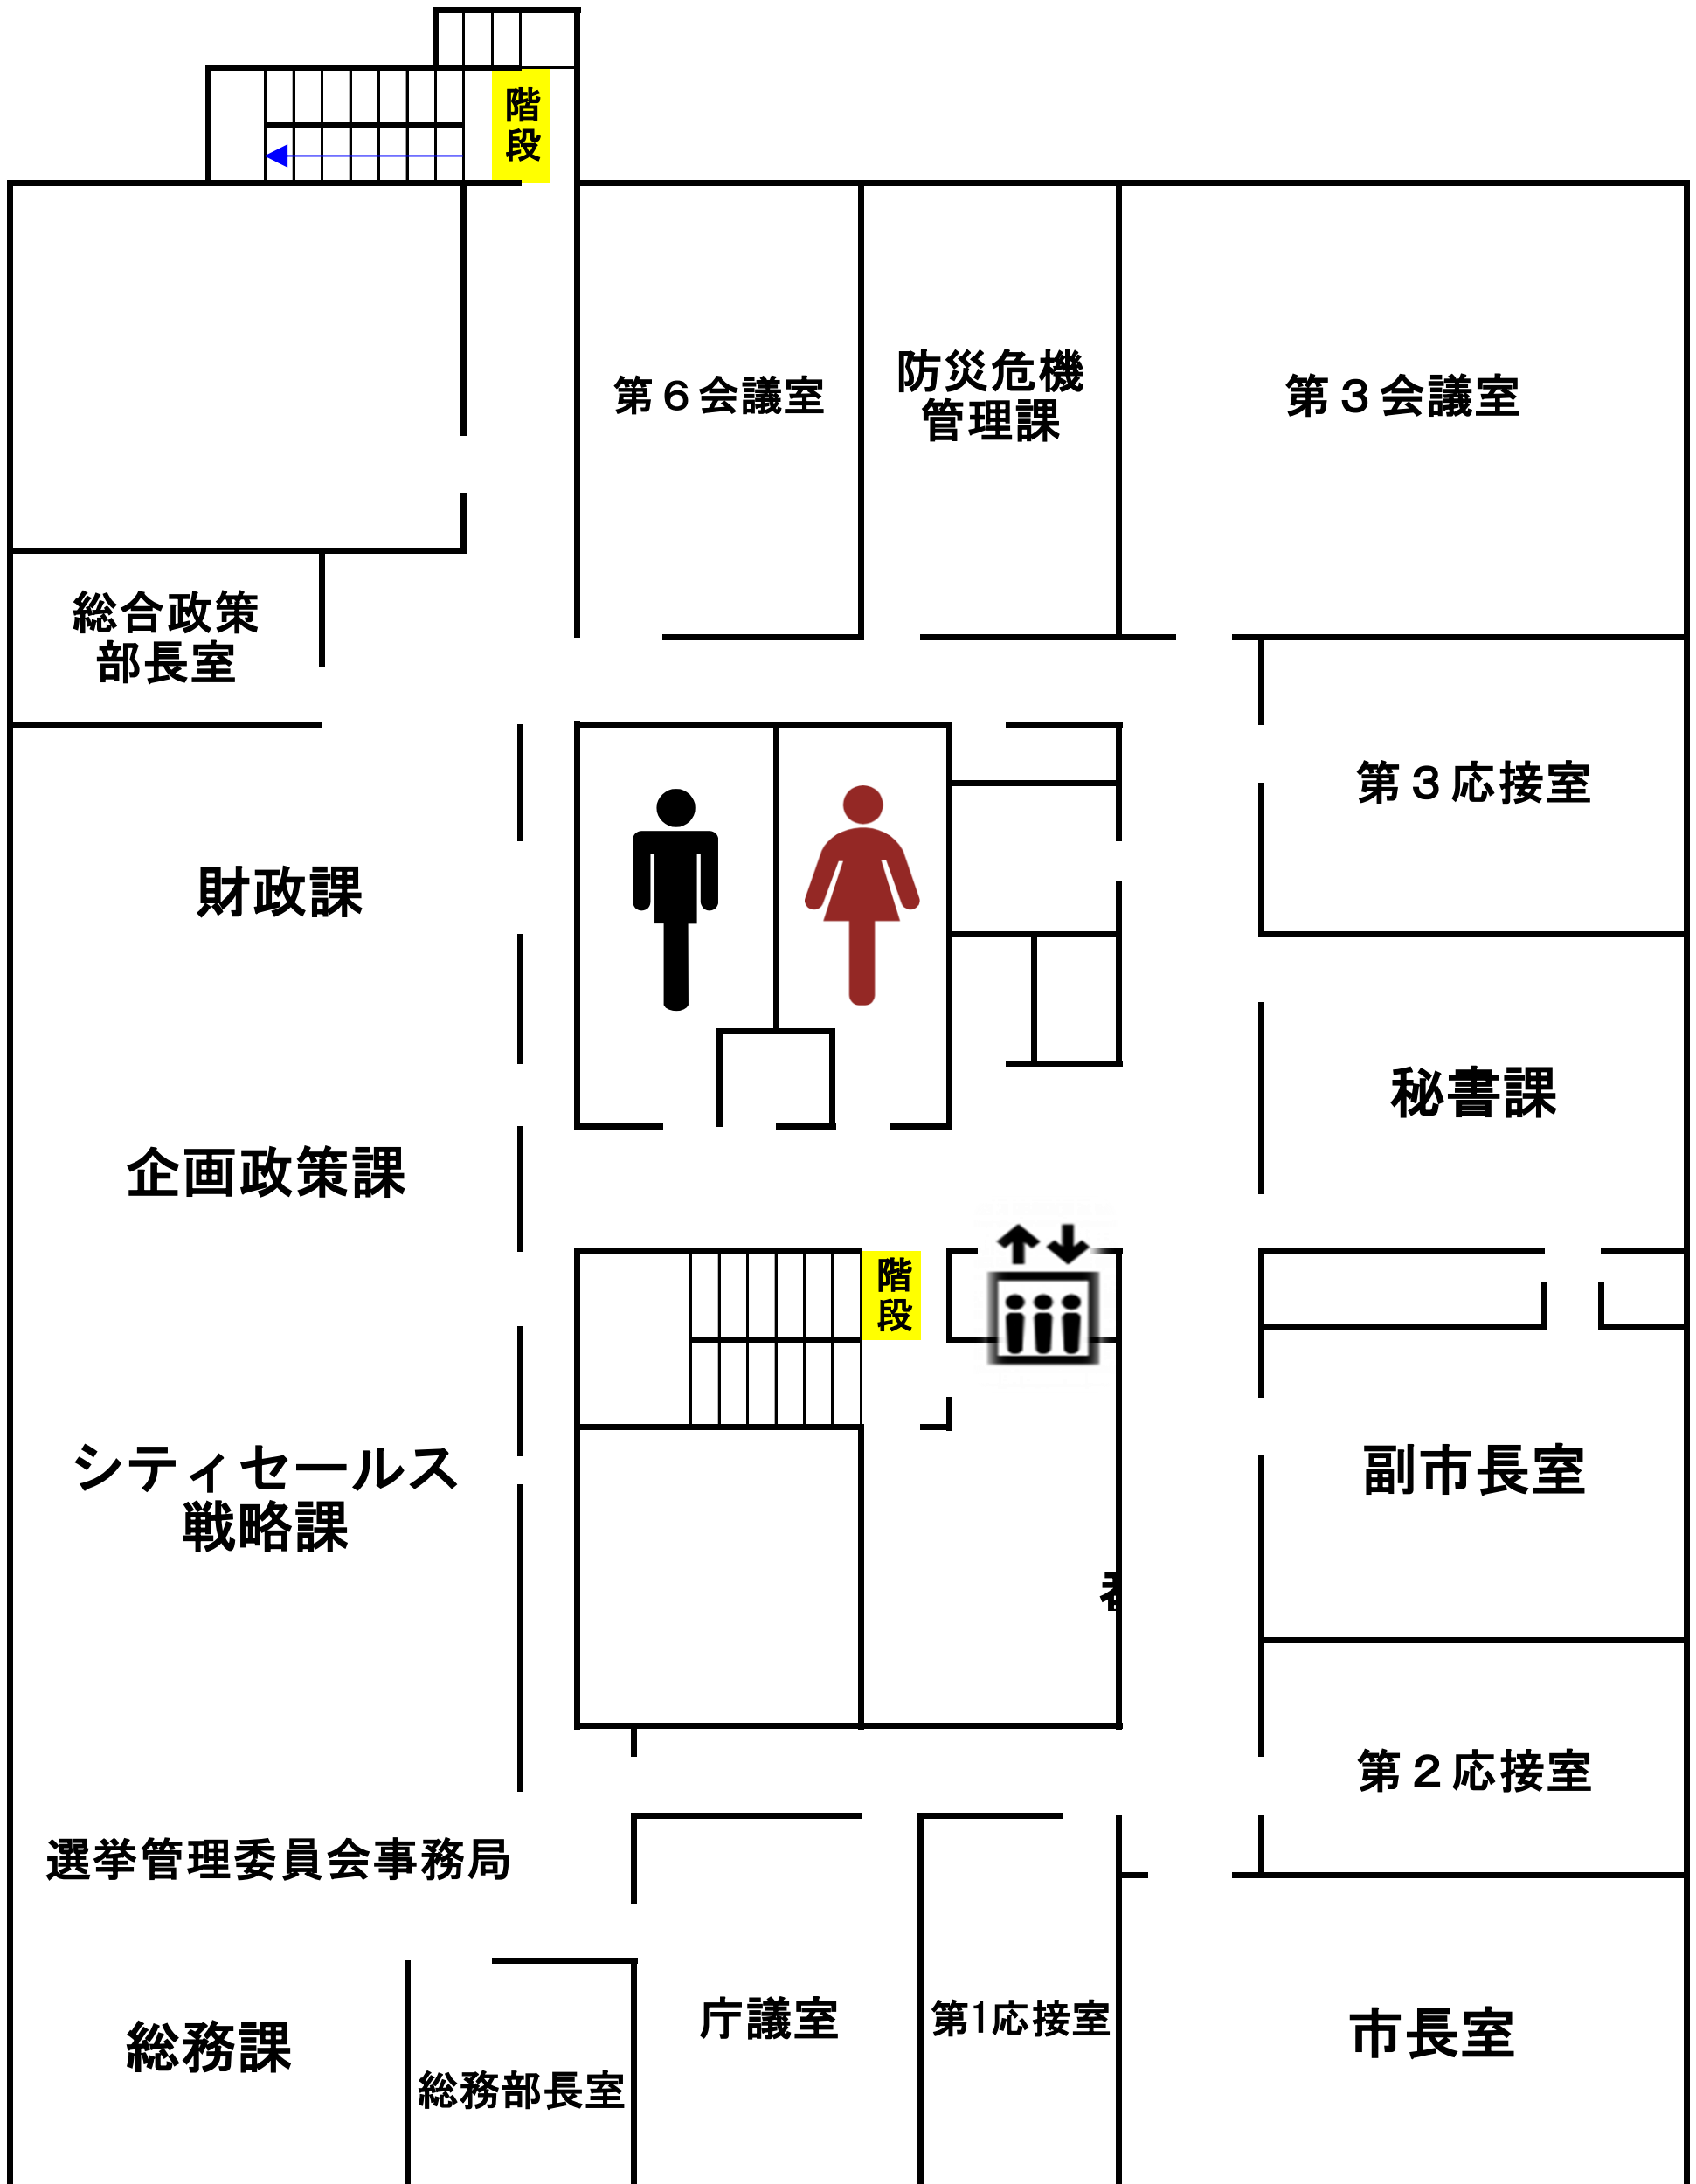 階
段
第６会議室
防災危機
管理課
第３会議室
総合政策
部長室
第３応接室
財政課
秘書課
企画政策課
階
段
シティセールス
戦略課
副市長室
第２応接室
選挙管理委員会事務局
庁議室
第1応接室
市長室
総務課
総務部長室